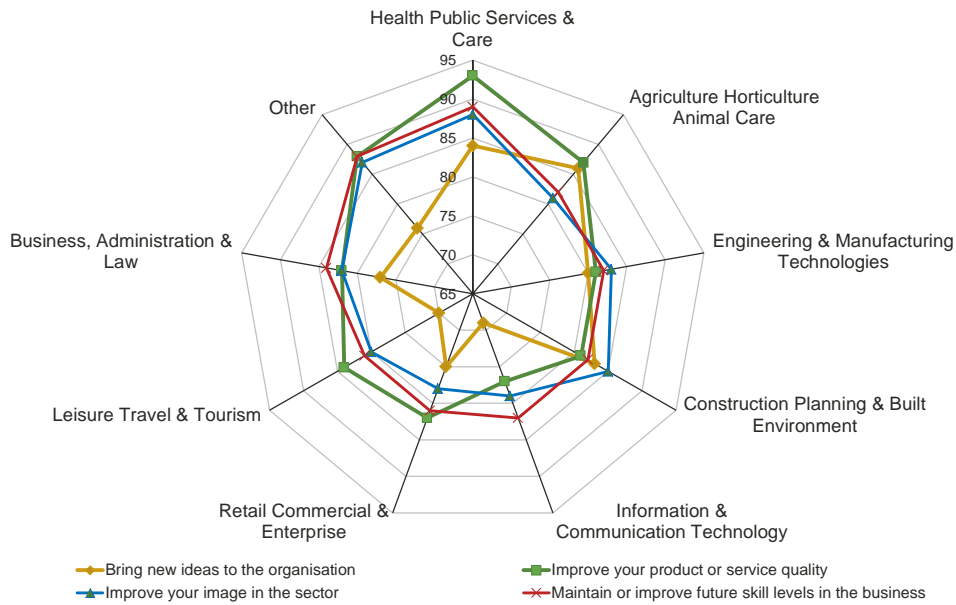 Health Public Services &
Care
95
90
85
80
75
70
65
Agriculture Horticulture
Animal Care
Engineering & Manufacturing
Technologies
Construction Planning & Built
Environment
Information &
Communication Technology
Retail Commercial &
Enterprise
Leisure Travel & Tourism
Business, Administration &
Law
Other
Bring new ideas to the organisation
Improve your product or service quality
Improve your image in the sector
Maintain or improve future skill levels in the business